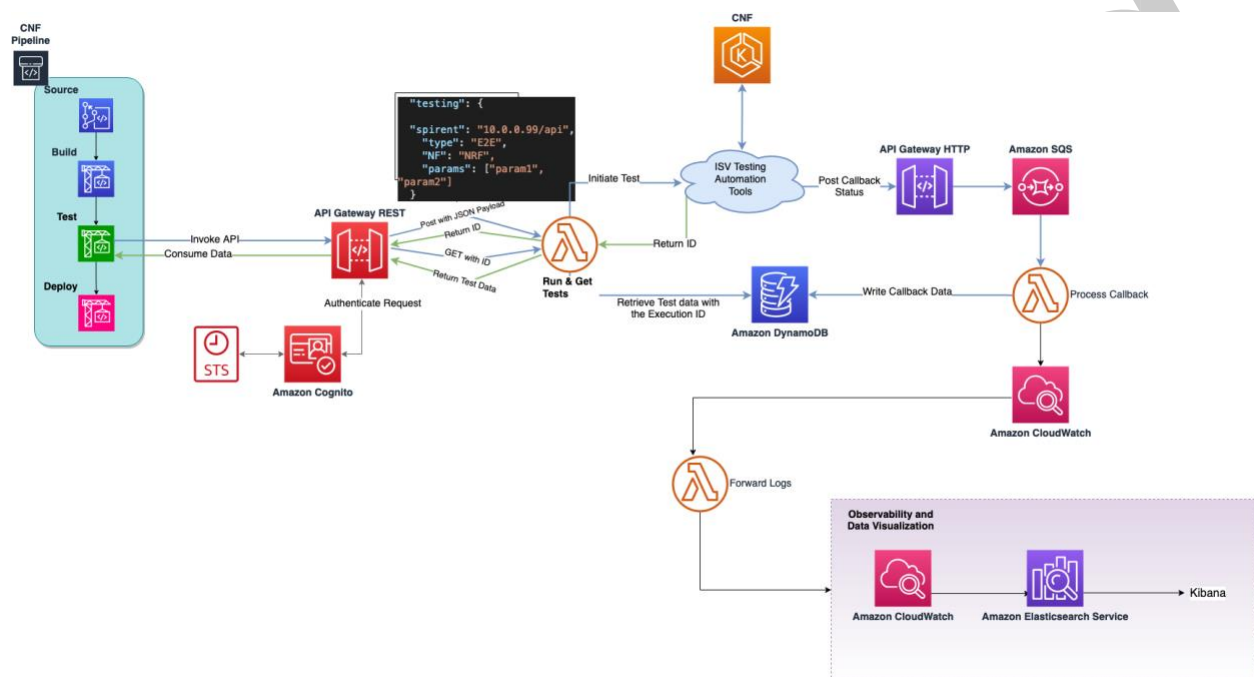 CNF
Pipeline
Source
Build
Test
Deploy
"testing": {
"spirent": "10.0.0.99/api",
"type": "E2E"
"NF": "NRF",
"params": ["param1",
"param2"]
}
CNF
ISV Testing
Automation
Tools
Initiate Test
Return ID
Post Callback
Status
API Gateway HTTP
Amazon SQS
API Gateway REST
Invoke API
Consume Data
Post with JSON Payload
Return ID
GET with ID
Return Test Data
Run & Get
Tests
Authenticate Request
STS
Amazon Cognito
Retrieve Test data with
the Execution ID
Amazon DynamoDB
Write Callback Data
Process Callback
Amazon CloudWatch
Forward Logs
Observability and
Data Visualization
Amazon CloudWatch
Amazon Elasticsearch Service
Kibana